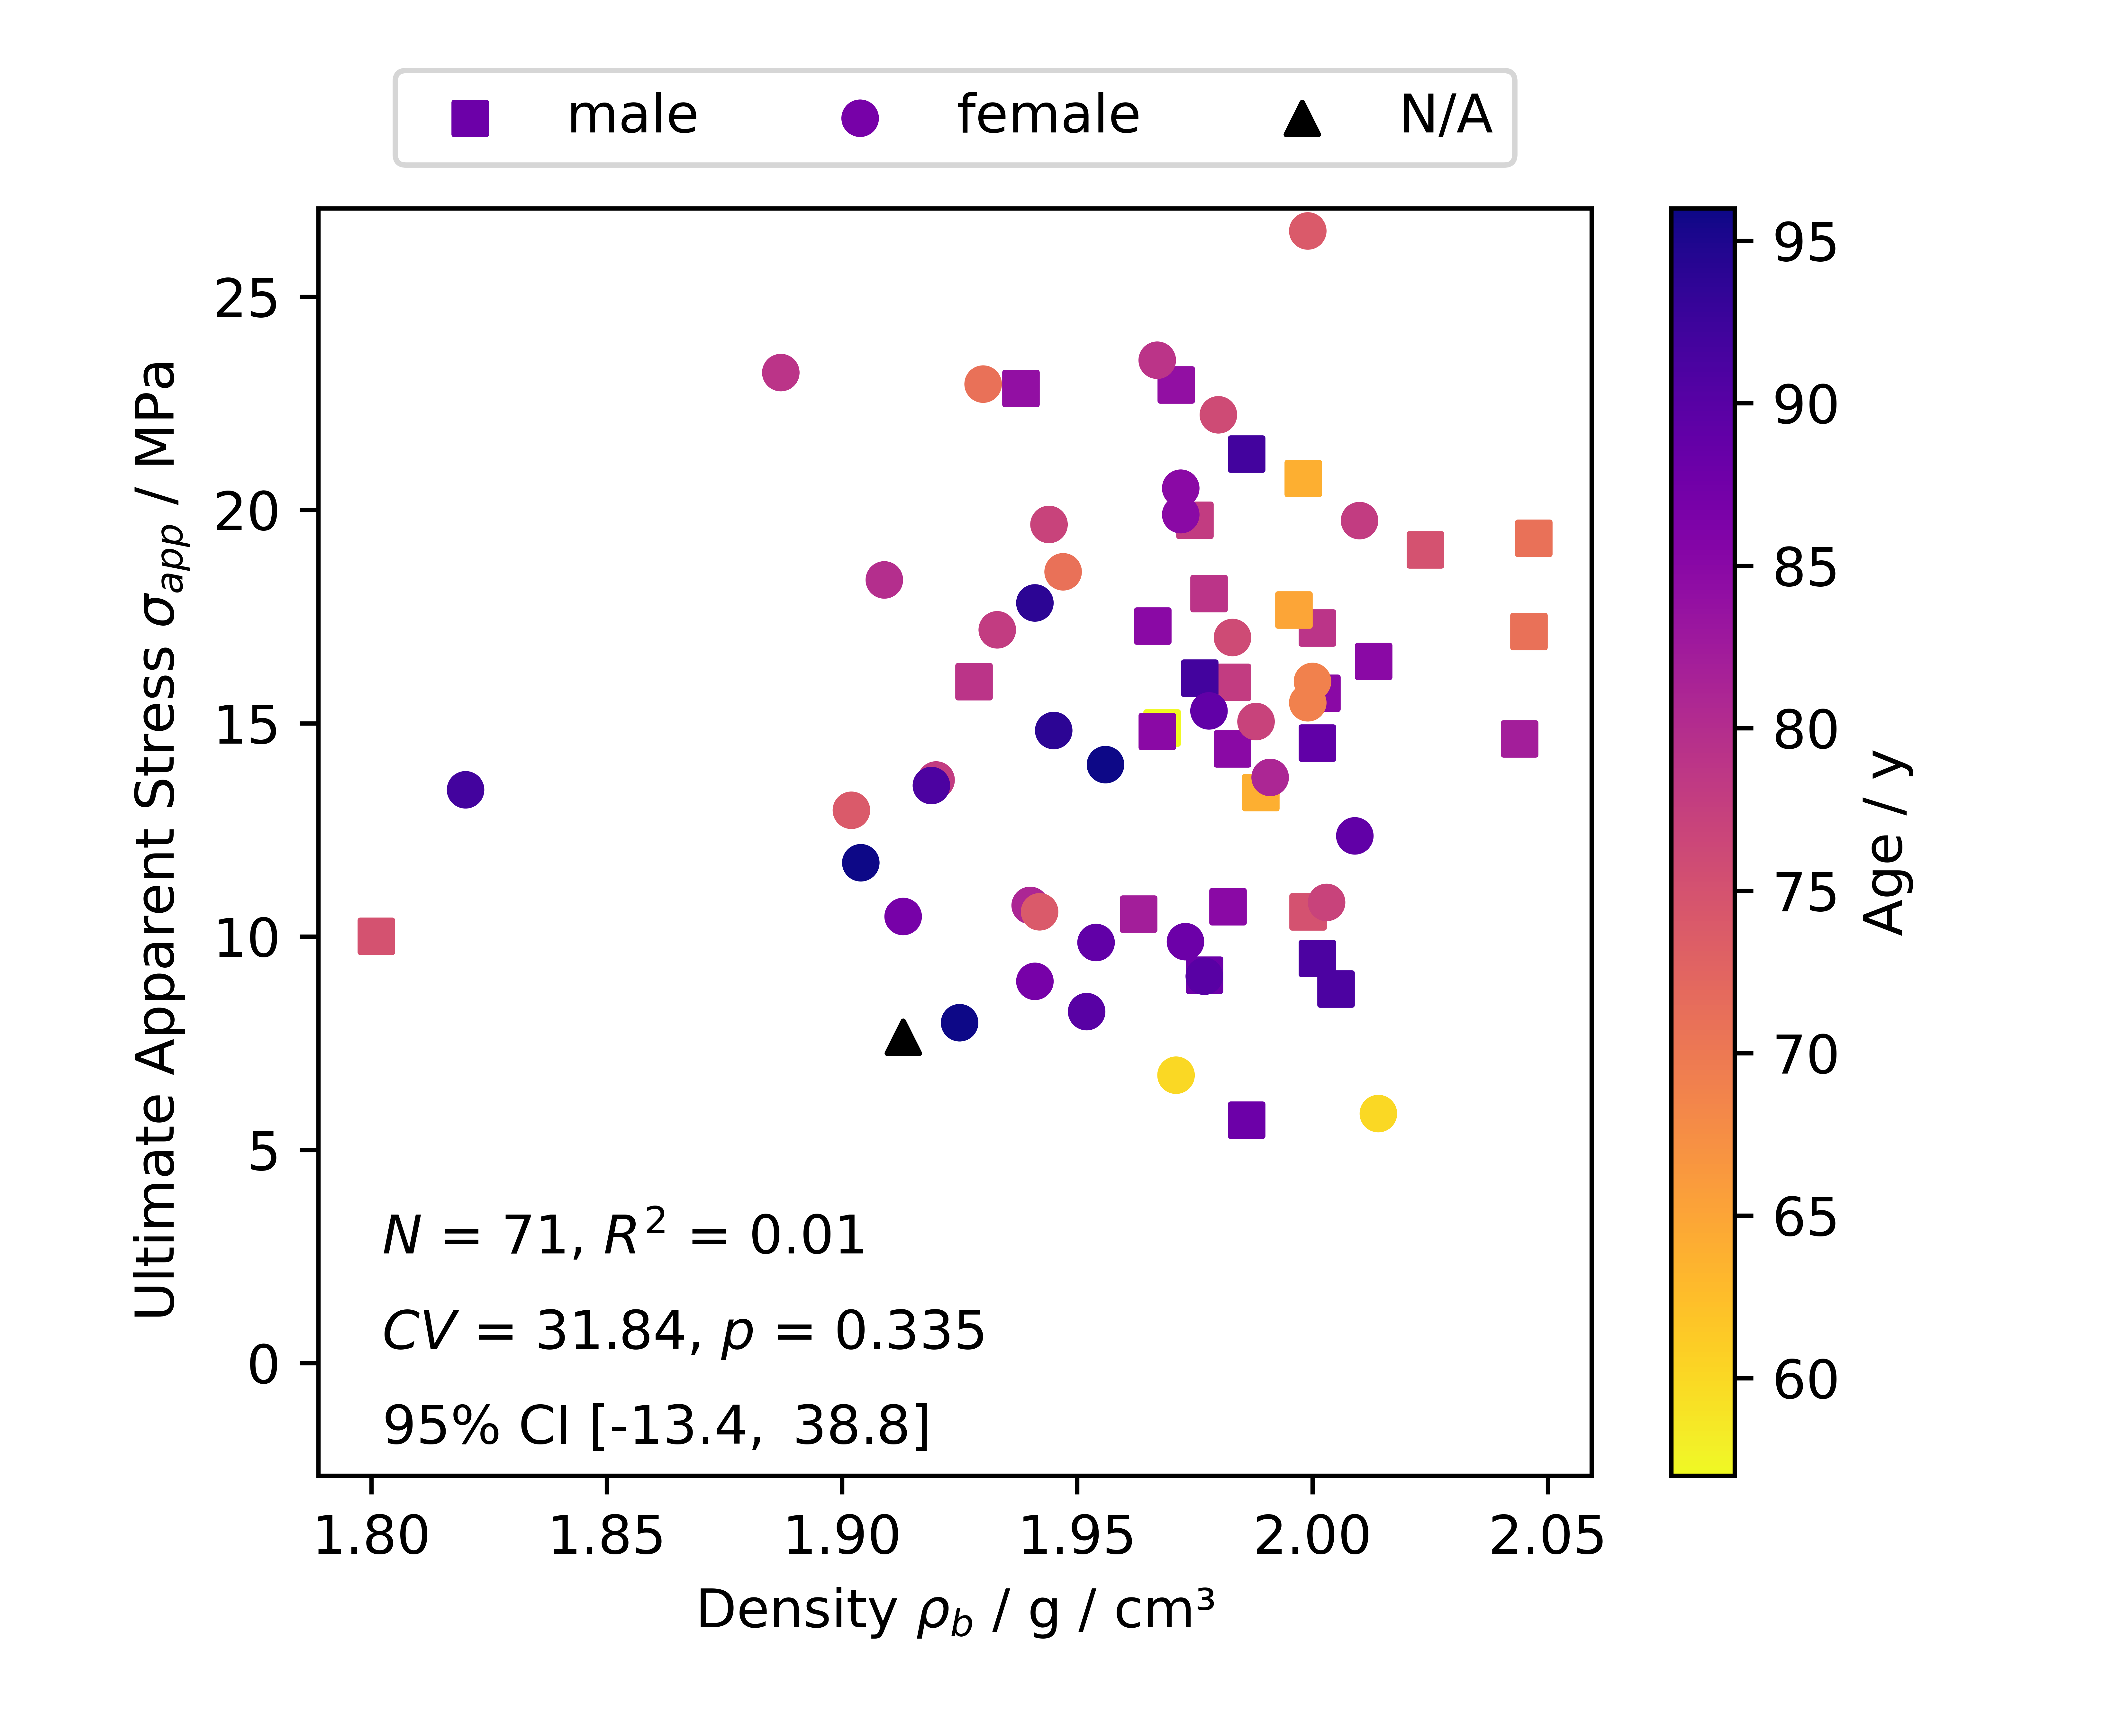 male female N/A
25
20
15
10
5
0
Ultimate Apparent Stress σapp / MPa
N = 71, R² = 0.01
CV = 31.84, p = 0.335
95% CI [-13.4, 38.8]
1.80 1.85 1.90 1.95 2.00 2.05
Density ρb / g / cm³
95
90
85
80
75
70
65
60
Age / y